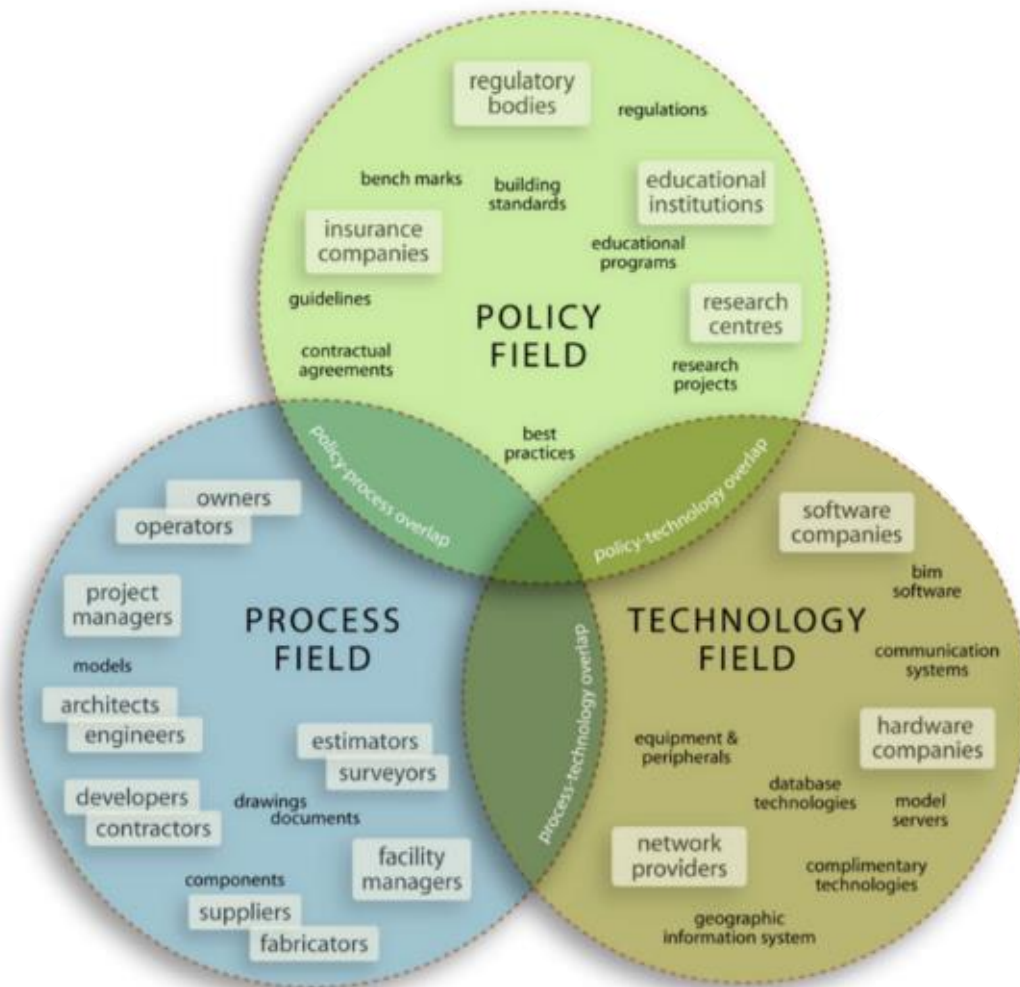 regulatory
bodies
regulations
bench marks
building
standards
educational
institutions
insurance
companies
educational
programs
guidelines
research
centres
POLICY
FIELD
contractual
agreements
research
projects
best
practices
policy-process overlap
policy-technology overlap
owners
operators
project
managers
PROCESS
FIELD
models
architects
engineers
estimators
surveyors
developers
contractors
drawings
documents
facility
managers
components
suppliers
fabricators
process-technology overlap
software
companies
bim
software
TECHNOLOGY
FIELD
communication
systems
hardware
companies
equipment &
peripherals
database
technologies
model
servers
network
providers
complimentary
technologies
geographic
information system